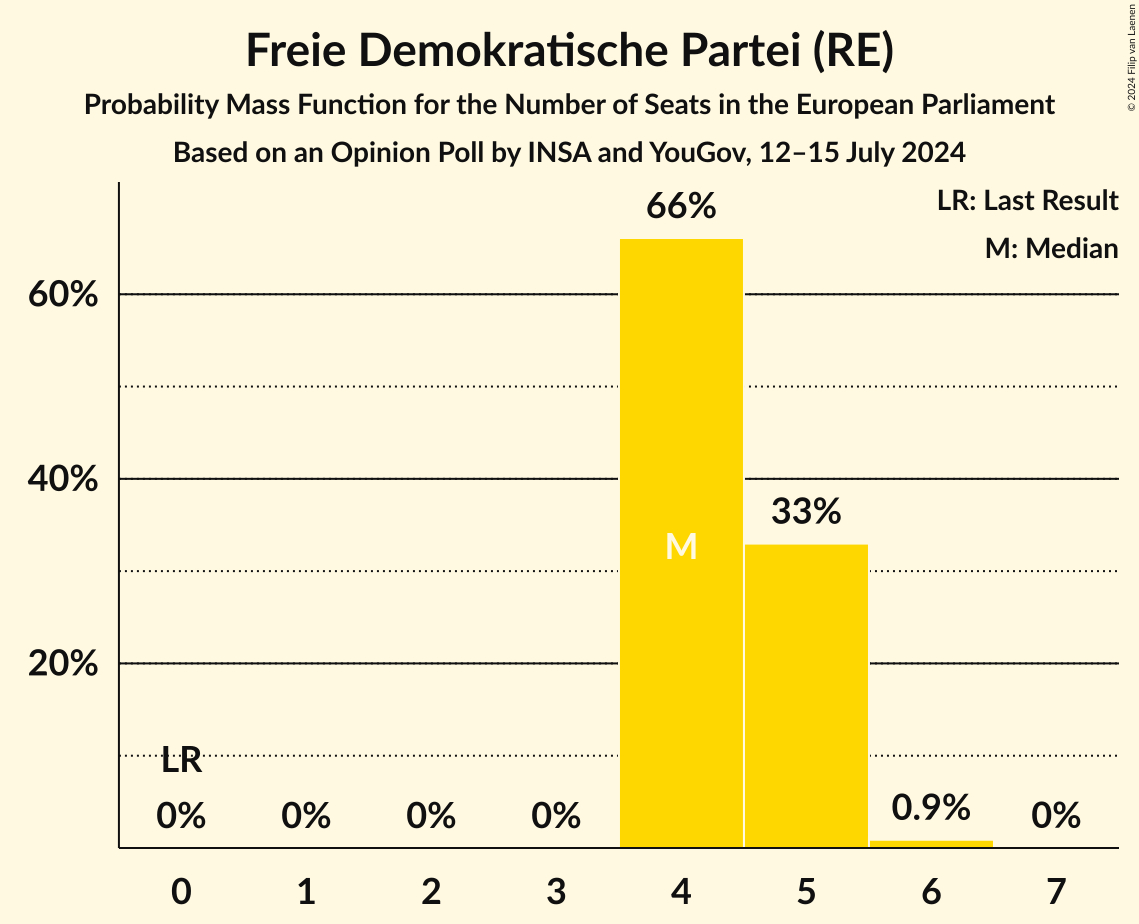 Freie Demokratische Partei (RE)
Probability Mass Function for the Number of Seats in the European Parliament
Based on an Opinion Poll by INSA and YouGov, 12–15 July 2024
© 2024 Filip van Laenen
LR: Last Result
M: Median
66%
60%
40%
33%
M
20%
LR
0% 0% 0% 0% 0.9% 0%
0 1 2 3 4 5 6 7